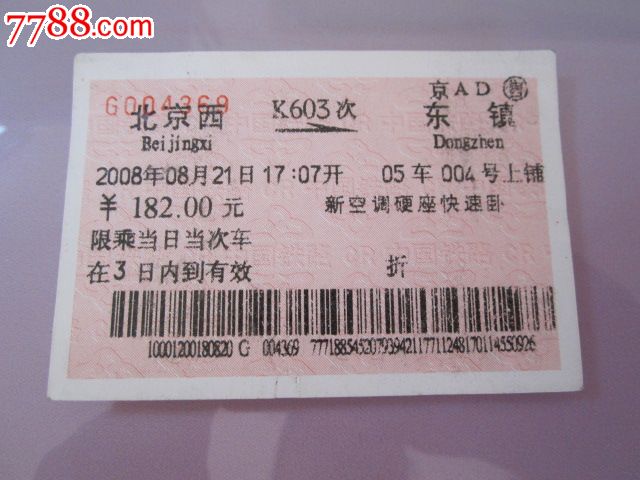 7788.com
京AD 售
G004369
北京西 K603次 东 镇
Beijingxi Dongzhen
2008年08月21日17:07开 05车004号上铺
￥182.00元 新空调硬座快速卧
限乘当日当次车
在3日内到有效 折
10001200180820 G 004369 7771885452079394211771124817011455​0926